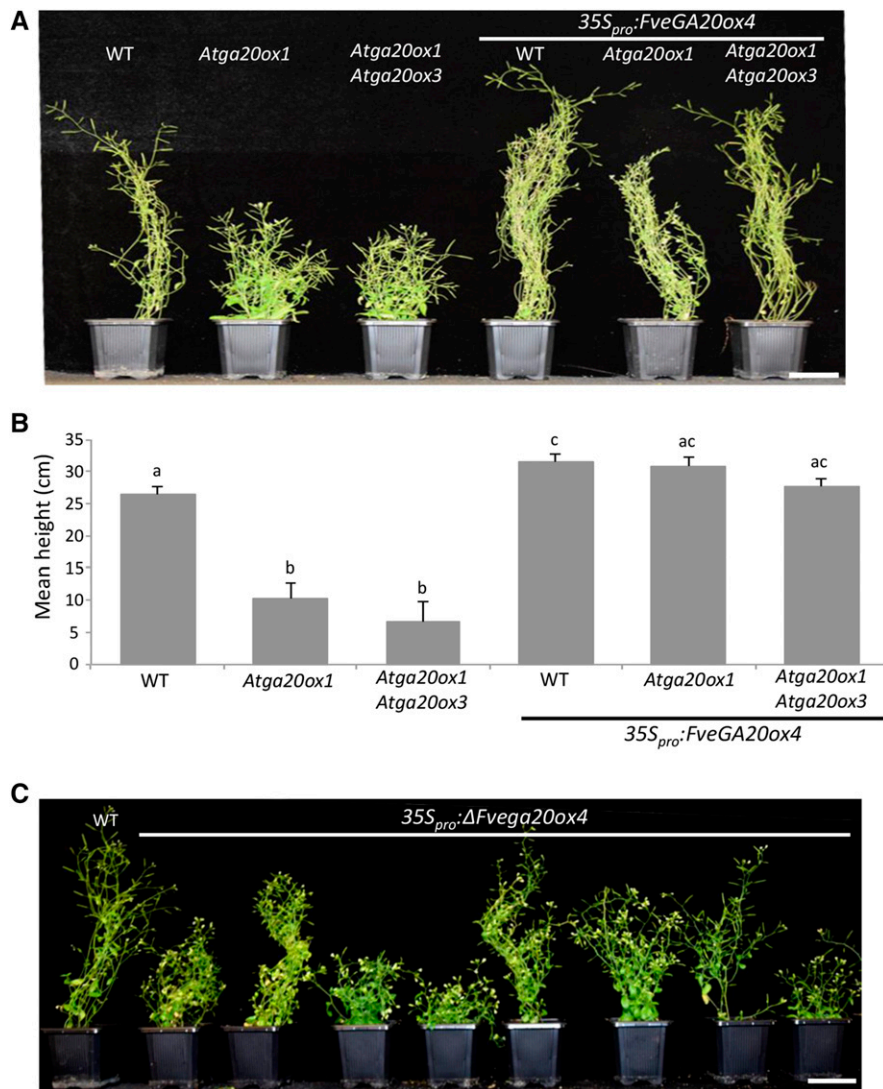 A
35Spro:FveGA20ox4
WT Atga20ox1 Atga20ox1 WT Atga20ox1 Atga20ox1
Atga20ox3 Atga20ox3
B
Mean height (cm)
35
30
25
20
15
10
5
0
a b b c ac ac
WT Atga20ox1 Atga20ox1 WT Atga20ox1 Atga20ox1
Atga20ox3 Atga20ox3
35Spro:FveGA20ox4
C
WT 35Spro:ΔFvega20ox4